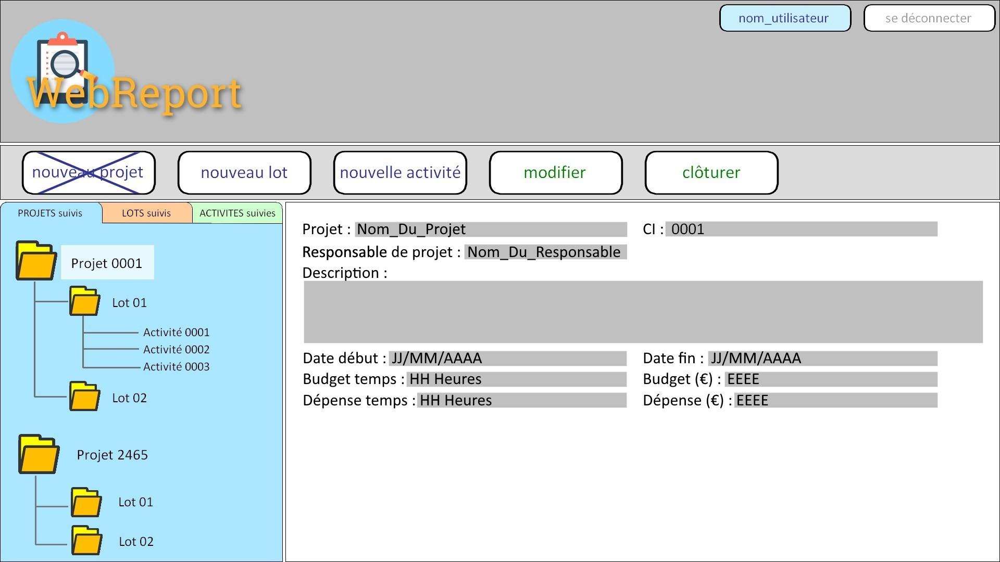 nom_utilisateur
se déconnecter
WebReport
nouveau projet
nouveau lot
nouvelle activité
modifier
clôturer
PROJETS suivis
LOTS suivis
ACTIVITES suivies
Projet 0001
Lot 01
Activité 0001
Activité 0002
Activité 0003
Lot 02
Projet 2465
Lot 01
Lot 02
Projet : Nom_Du_Projet
CI : 0001
Responsable de projet : Nom_Du_Responsable
Description :
Date début : JJ/MM/AAAA
Date fin : JJ/MM/AAAA
Budget temps : HH Heures
Budget (€) : EEEE
Dépense temps : HH Heures
Dépense (€) : EEEE